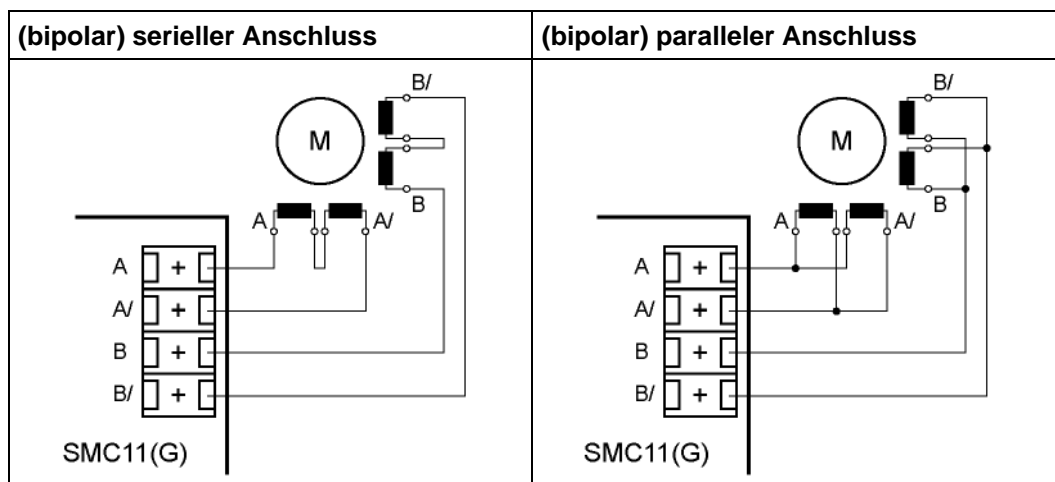 (bipolar) serieller Anschluss
(bipolar) paralleler Anschluss
B/
M
B
A
A/
A +
A/ +
B +
B/ +
SMC11(G)
B/
M
B
A
A/
A +
A/ +
B +
B/ +
SMC11(G)